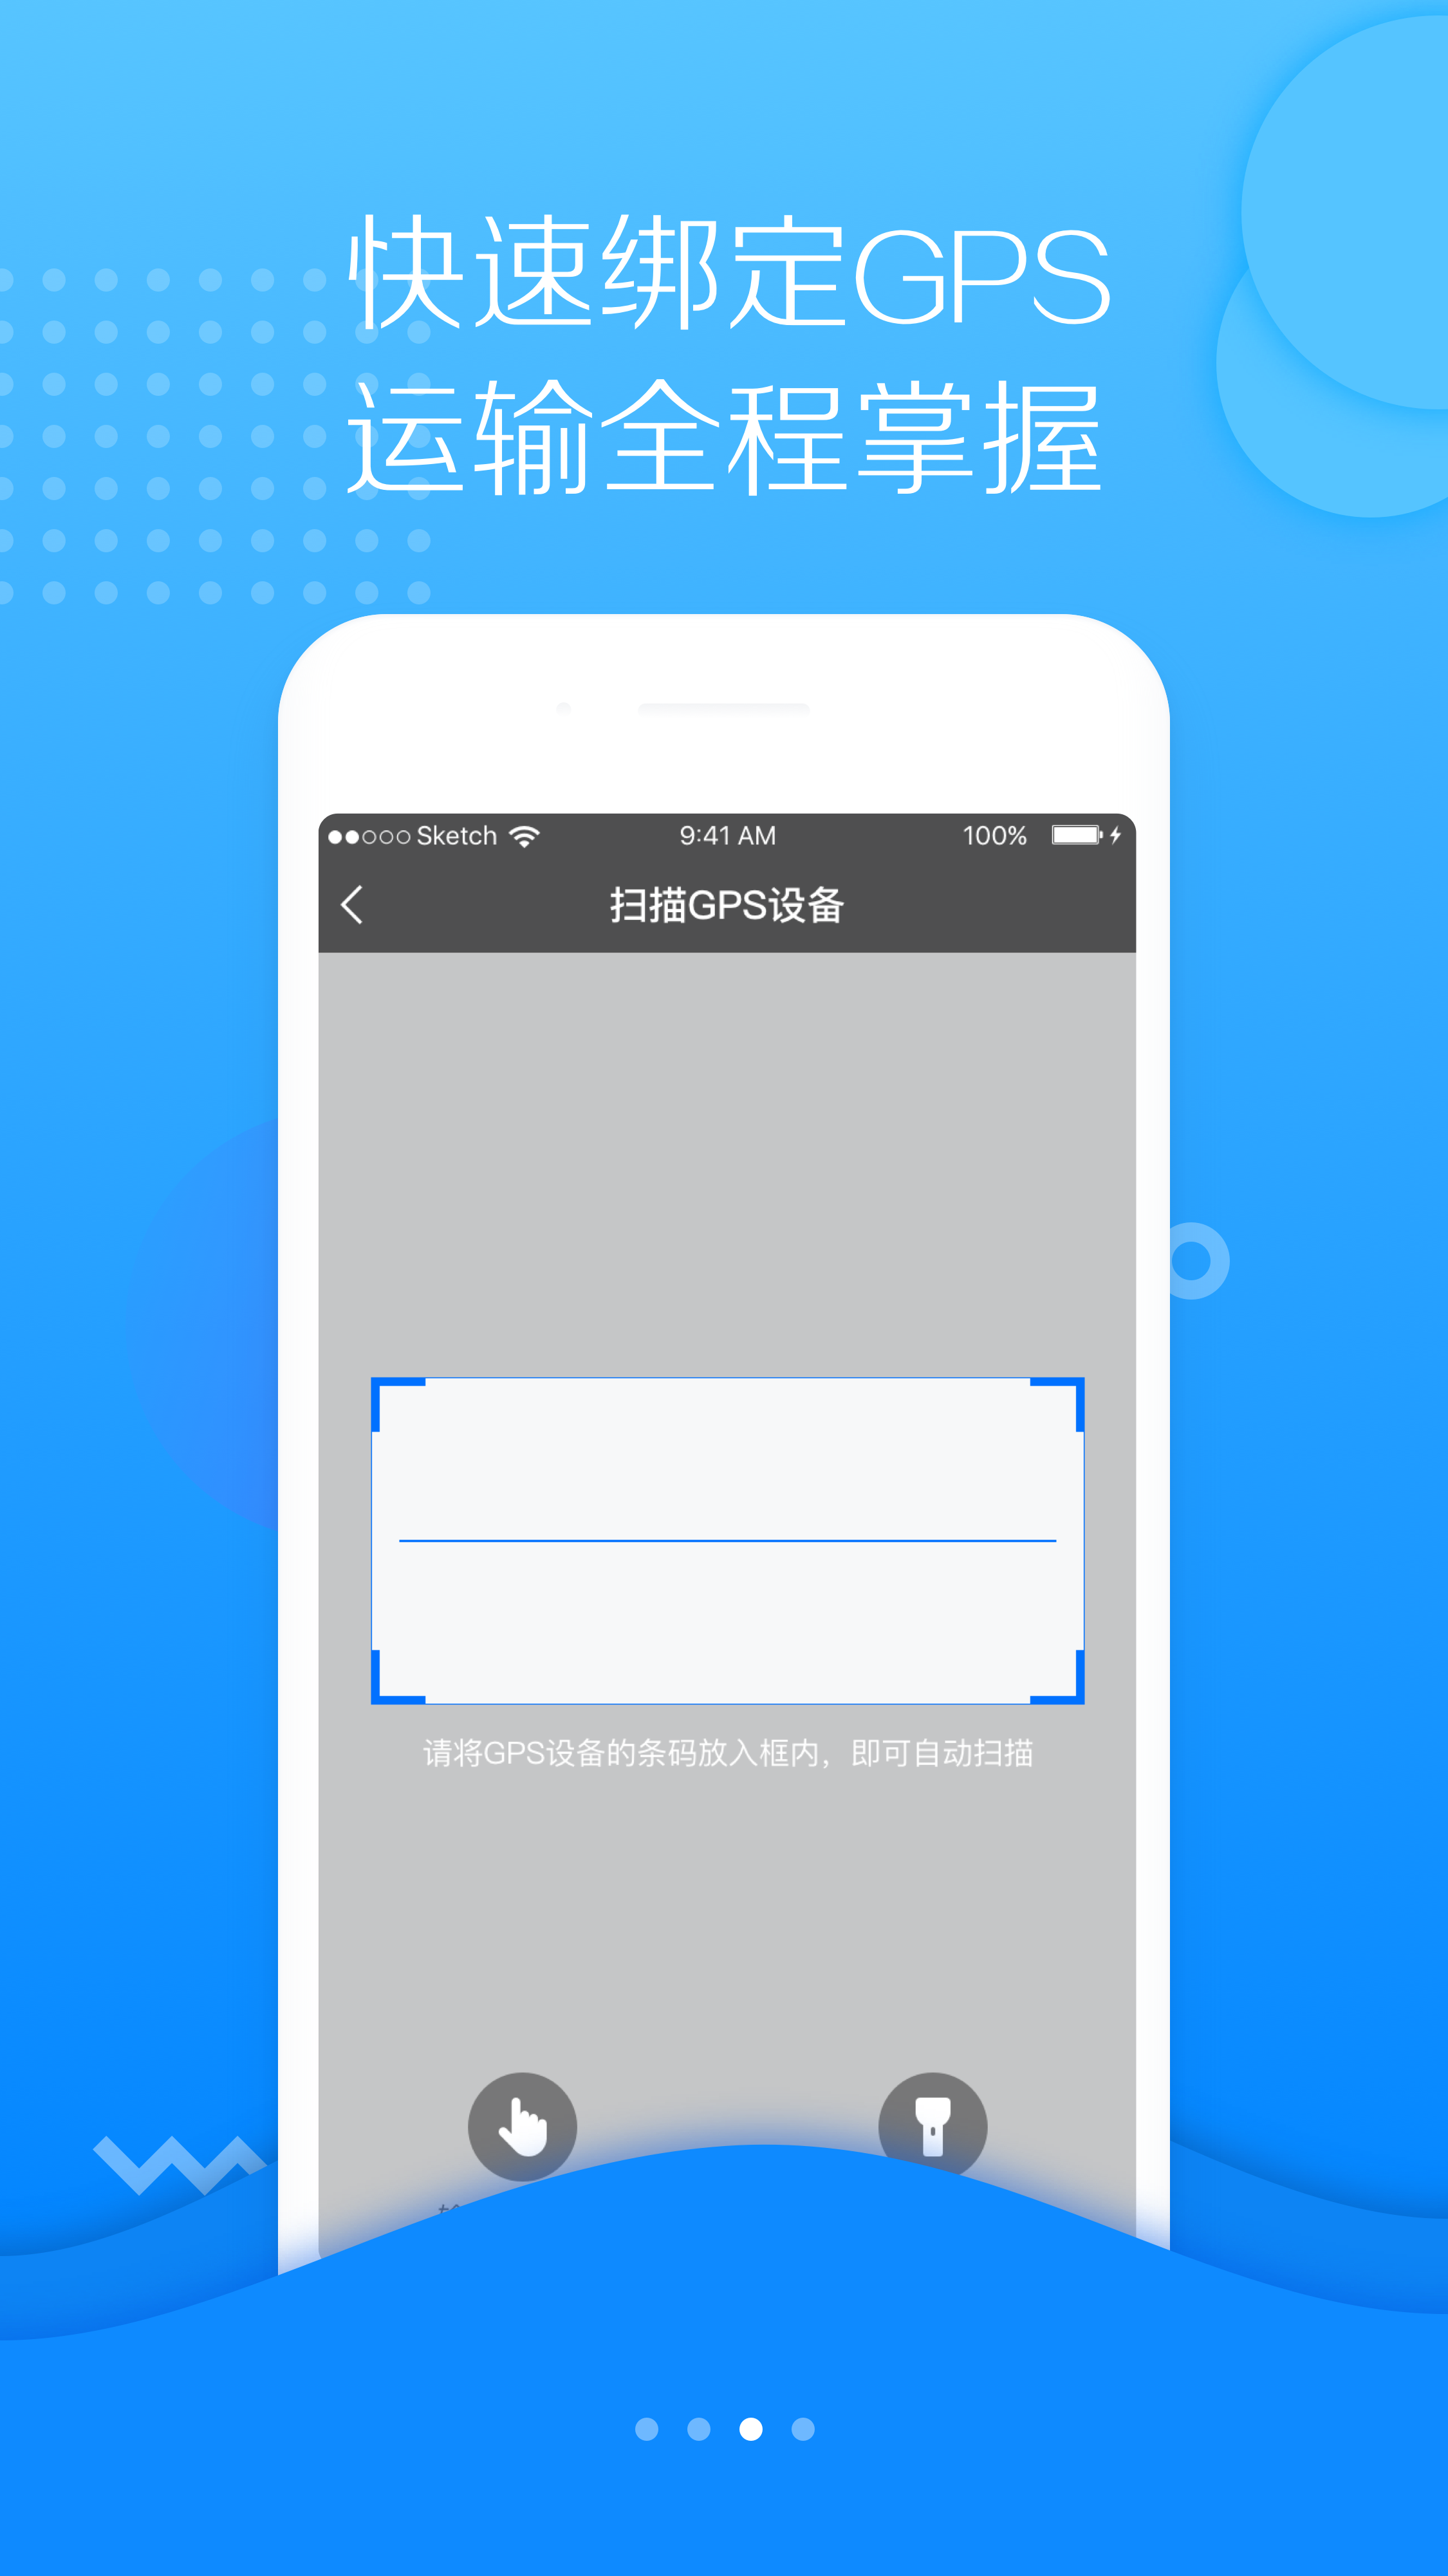 快速绑定GPS
运输全程掌握
Sketch 9:41 AM 100%
扫描GPS设备
请将GPS设备的条码放入框内，即可自动扫描